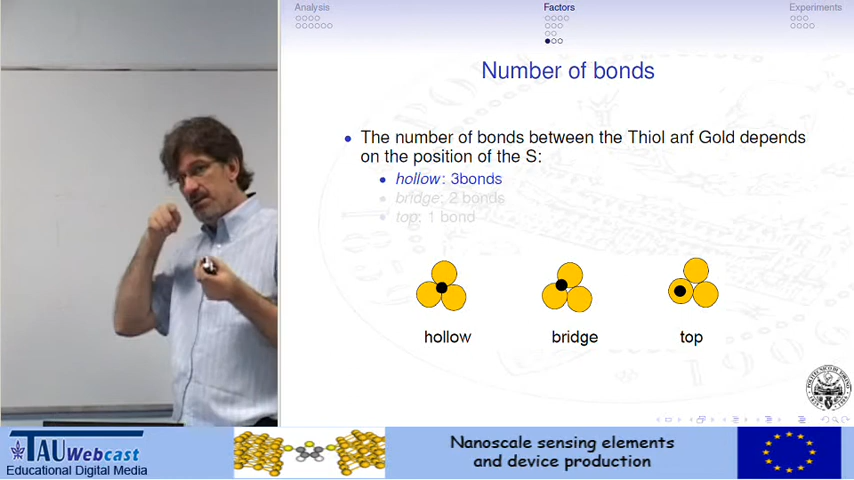 Analysis
Factors
Experiments
Number of bonds
The number of bonds between the Thiol anf Gold depends
on the position of the S:
hollow: 3bonds
bridge: 2 bonds
top: 1 bond
hollow
bridge
top
TAU Webcast
Educational Digital Media
Nanoscale sensing elements
and device production